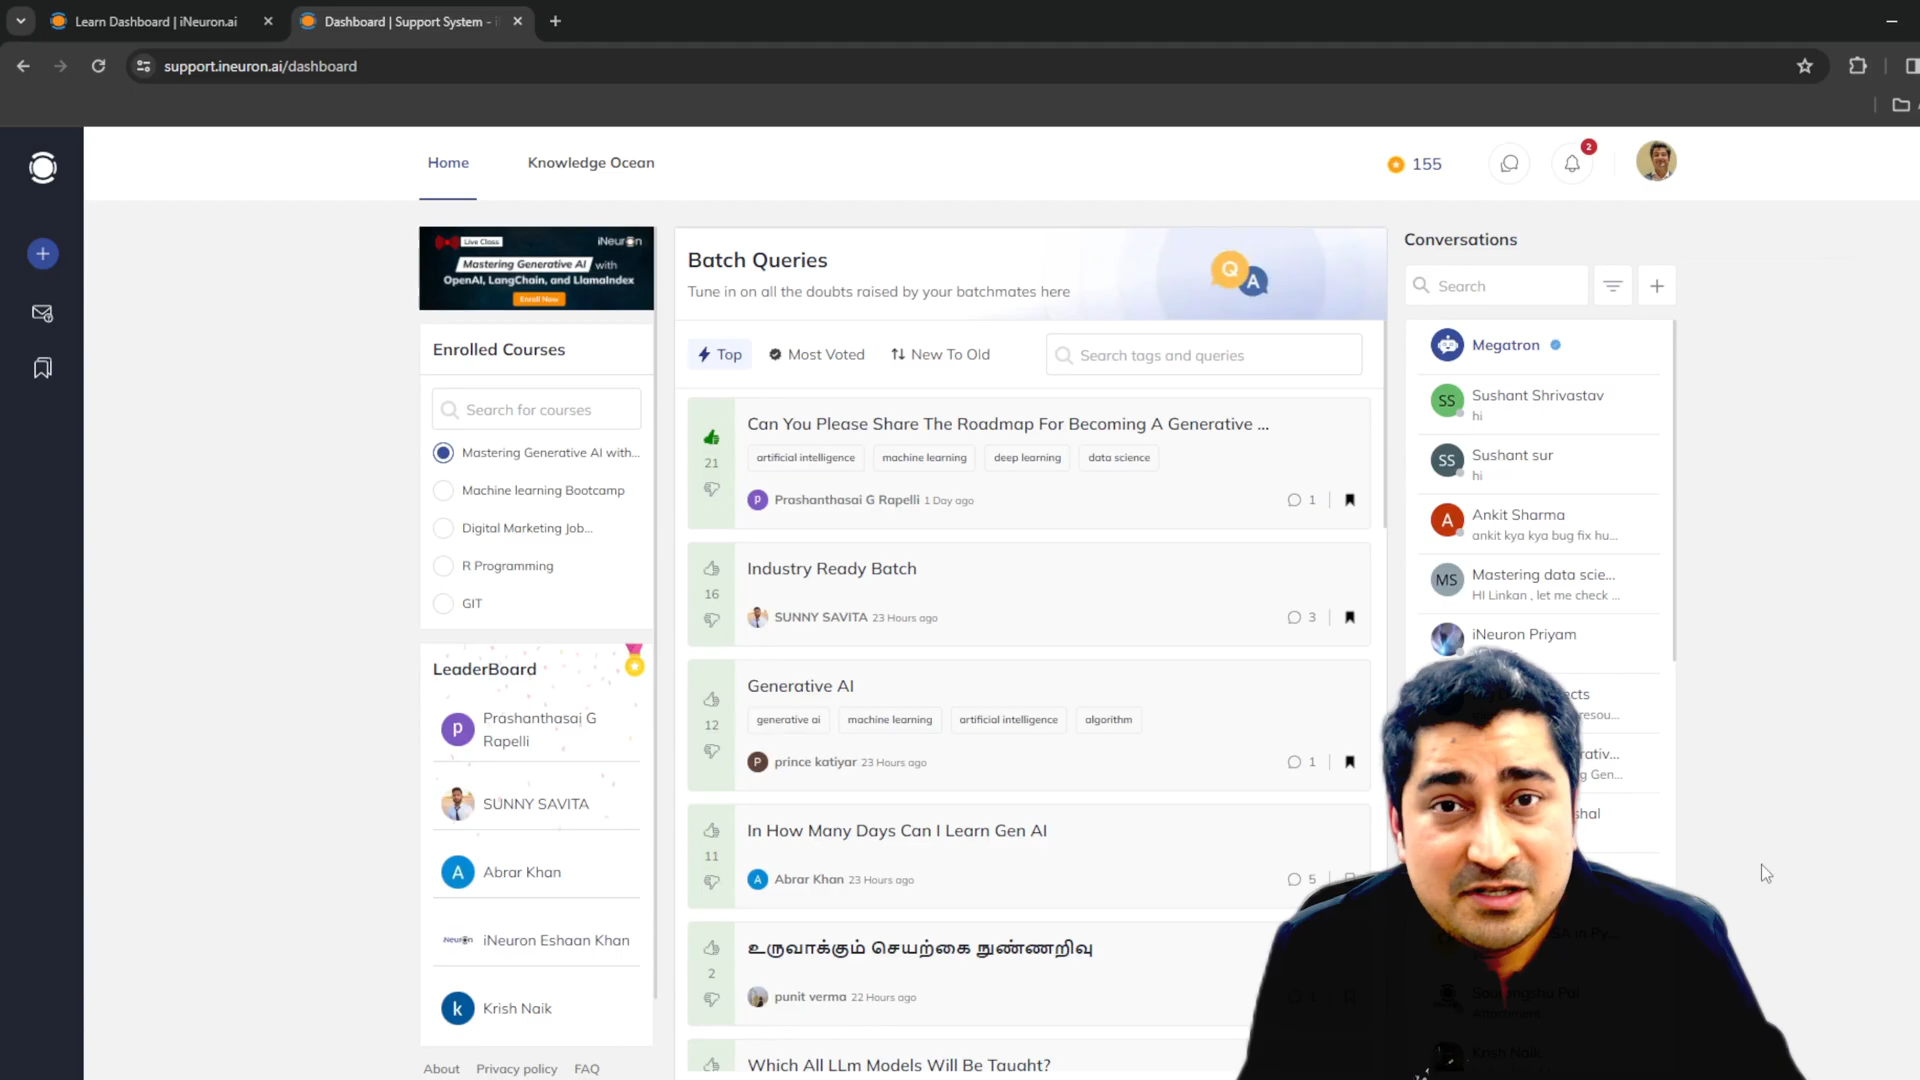 Learn Dashboard | iNeuron.ai
Dashboard | Support System -
support.ineuron.ai/dashboard
Home
Knowledge Ocean
155
2
Live Class
iNeuron
Mastering Generative AI with
OpenAI, LangChain, and LlamaIndex
Enroll Now
Enrolled Courses
Search for courses
Mastering Generative AI with...
Machine learning Bootcamp
Digital Marketing Job...
R Programming
GIT
LeaderBoard
P
Prashanthasai G
Rapelli
SUNNY SAVITA
A
Abrar Khan
iNeuron
iNeuron Eshaan Khan
k
Krish Naik
About
Privacy policy
FAQ
Batch Queries
Tune in on all the doubts raised by your batchmates here
Q
A
Top
Most Voted
New To Old
Search tags and queries
Can You Please Share The Roadmap For Becoming A Generative ...
artificial intelligence
machine learning
deep learning
data science
21
P
Prashanthasai G Rapelli 1 Day ago
1
Industry Ready Batch
16
SUNNY SAVITA 23 Hours ago
3
Generative AI
generative ai
machine learning
artificial intelligence
algorithm
12
P
prince katiyar 23 Hours ago
1
In How Many Days Can I Learn Gen AI
11
A
Abrar Khan 23 Hours ago
5
உருவாக்கும் செயற்கை நுண்ணறிவு
2
punit verma 22 Hours ago
Which All LLm Models Will Be Taught?
Conversations
Search
Megatron
SS
Sushant Shrivastav
hi
SS
Sushant sur
hi
A
Ankit Sharma
ankit kya kya bug fix hu...
MS
Mastering data scie...
HI Linkan , let me check ...
iNeuron Priyam
Krish Naik